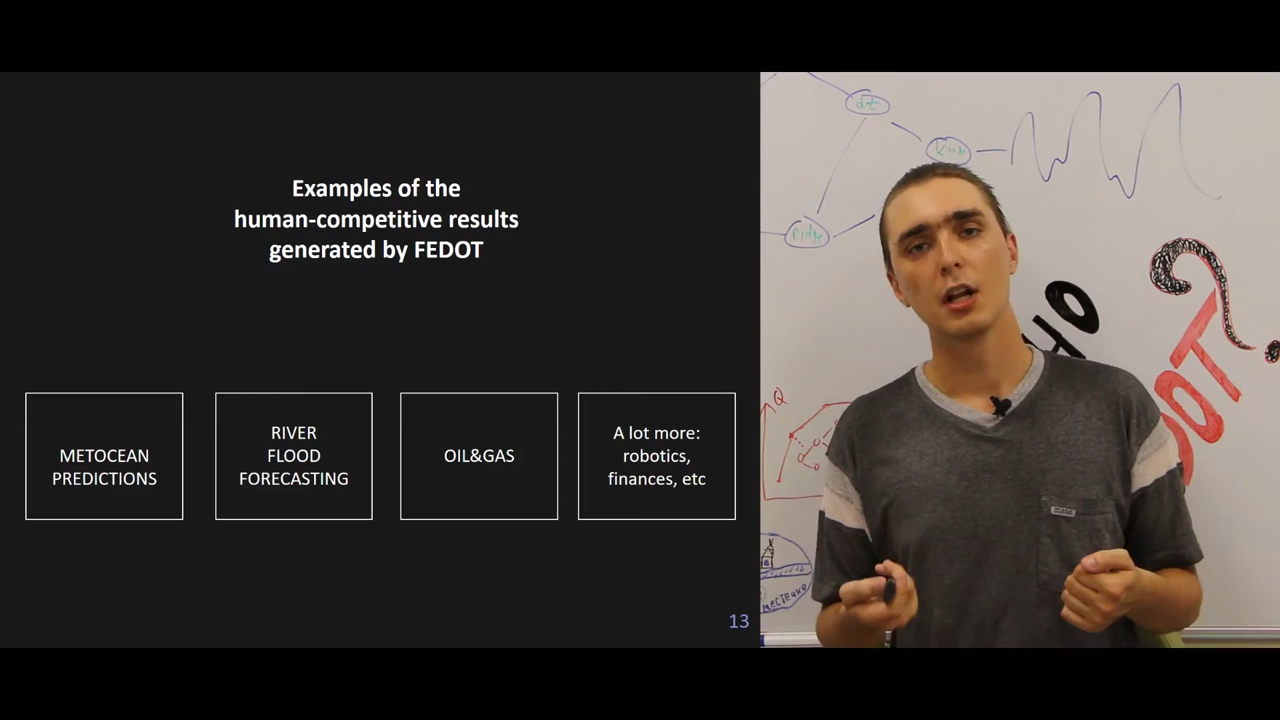 Examples of the
human-competitive results
generated by FEDOT
METOCEAN
PREDICTIONS
RIVER
FLOOD
FORECASTING
OIL&GAS
A lot more:
robotics,
finances, etc
13
dt
Q